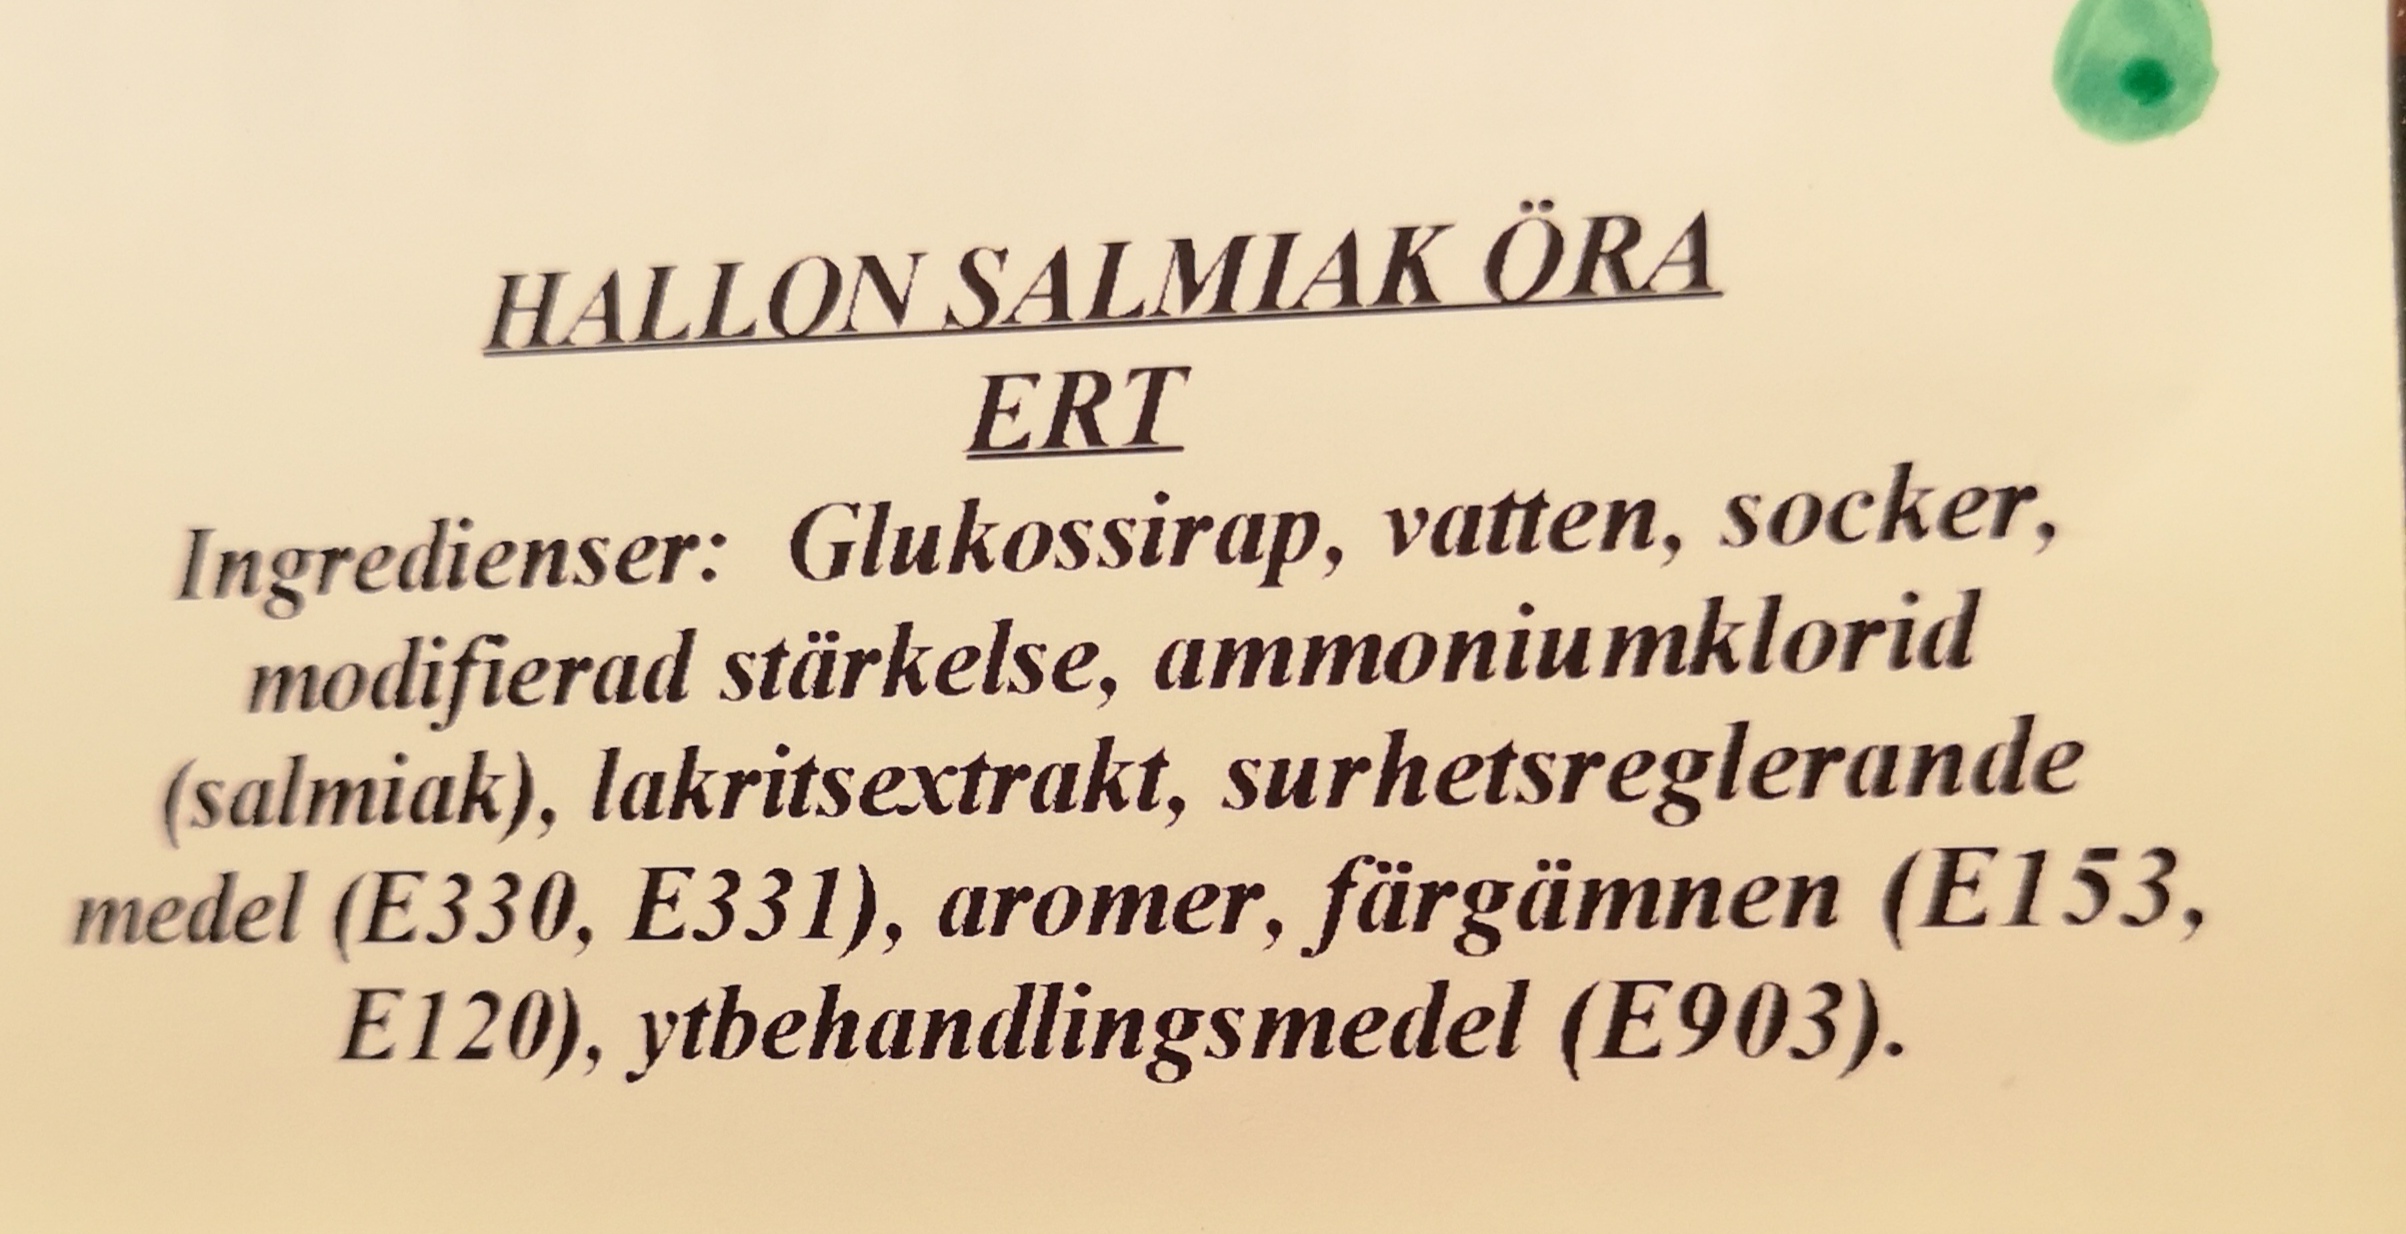 HALLON SALMIAK ÖRA
ERT
Ingredienser: Glukossirap, vatten, socker,
modifierad stärkelse, ammoniumklorid
(salmiak), lakritsextrakt, surhetsreglerande
medel (E330, E331), aromer, färgämnen (E153,
E120), ytbehandlingsmedel (E903).